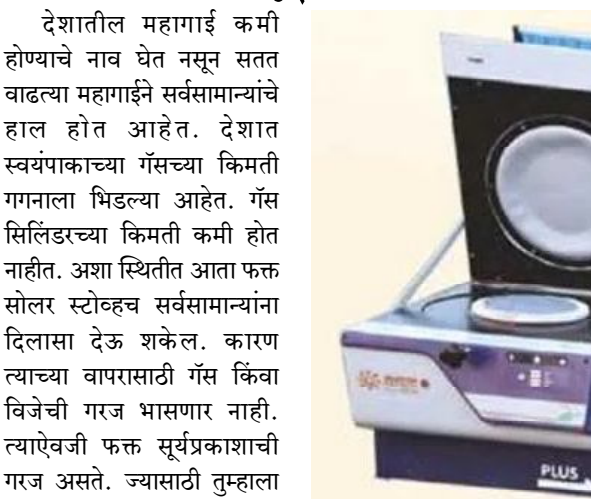 देशातील महागाई कमी
होण्याचे नाव घेत नसून सतत
वाढत्या महागाईने सर्वसामान्यांचे
हाल होत आहेत. देशात
स्वयंपाकाच्या गॅसच्या किमती
गगनाला भिडल्या आहेत. गॅस
सिलिंडरच्या किमती कमी होत
नाहीत. अशा स्थितीत आता फक्त
सोलर स्टोव्हच सर्वसामान्यांना
दिलासा देऊ शकेल. कारण
त्याच्या वापरासाठी गॅस किंवा
विजेची गरज भासणार नाही.
त्याऐवजी फक्त सूर्यप्रकाशाची
गरज असते. ज्यासाठी तुम्हाला
PLUS